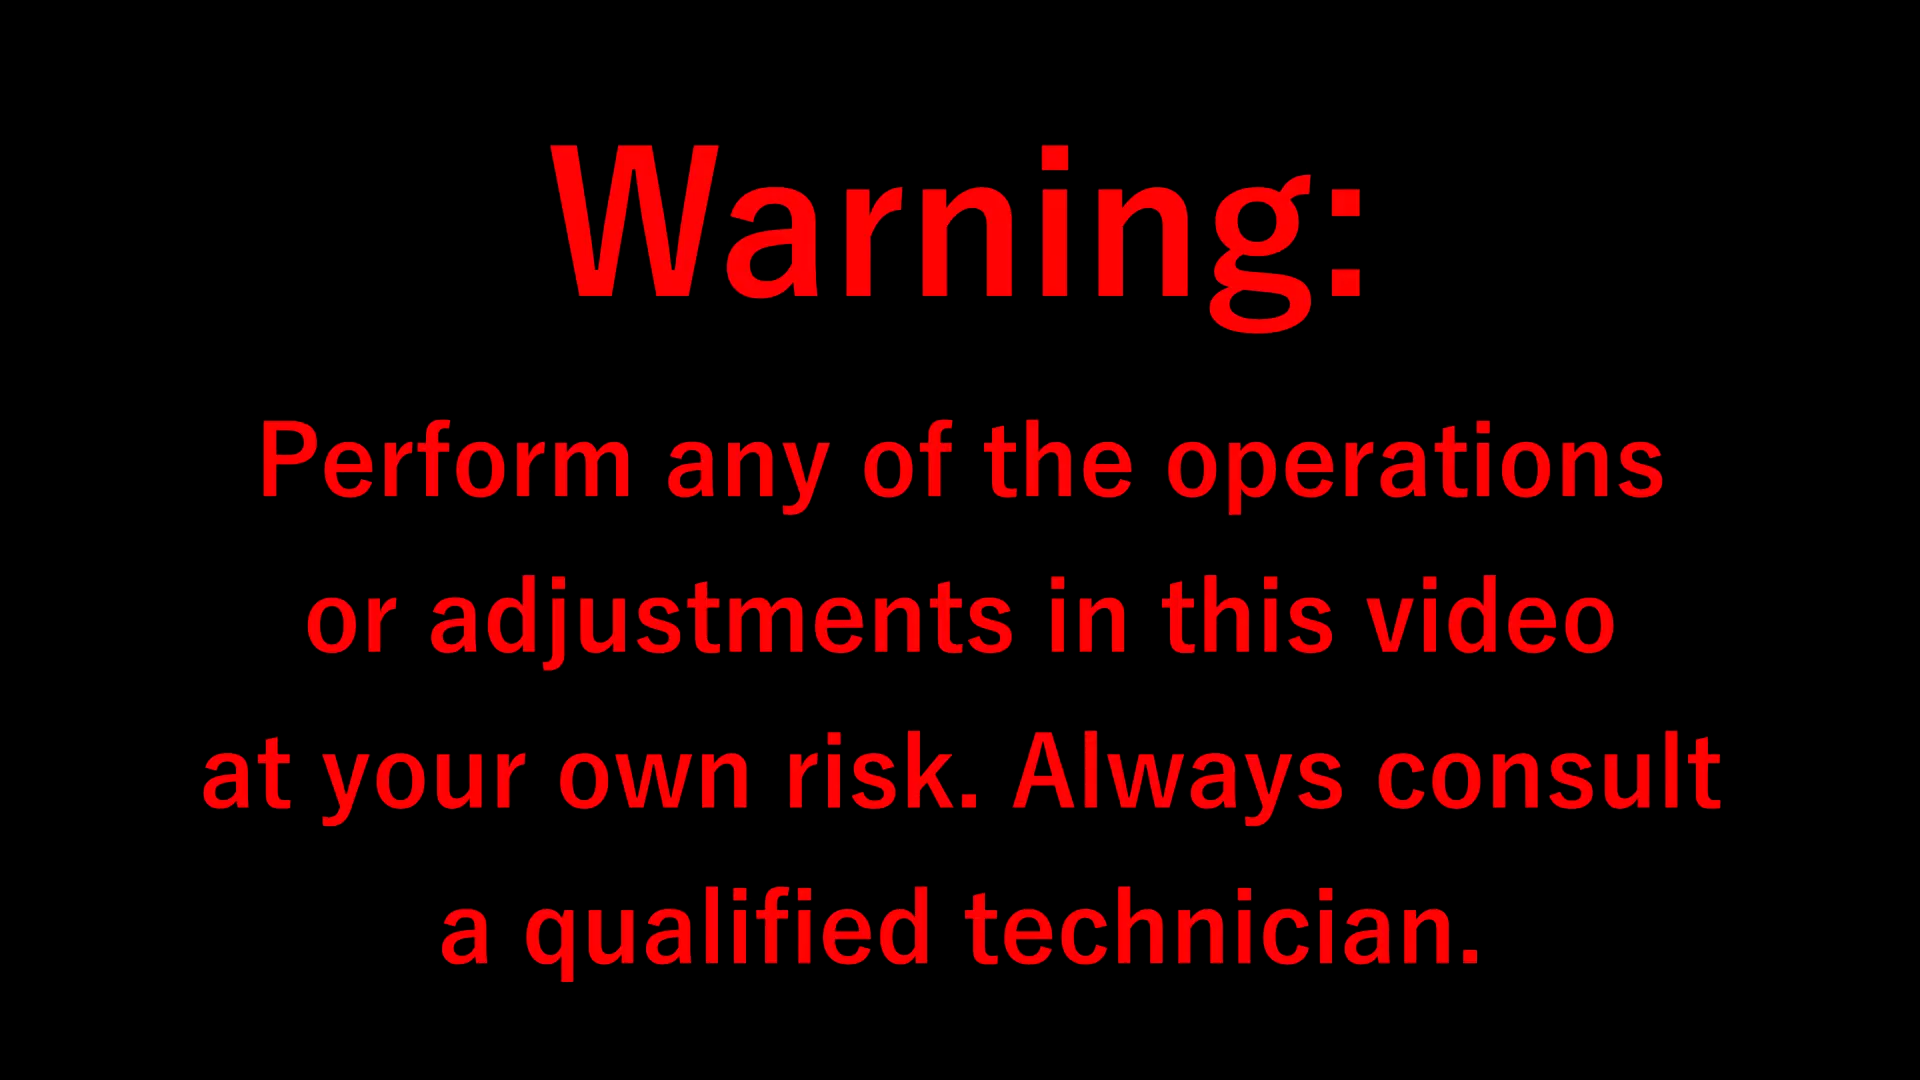 Warning:
Perform any of the operations
or adjustments in this video
at your own risk. Always consult
a qualified technician.